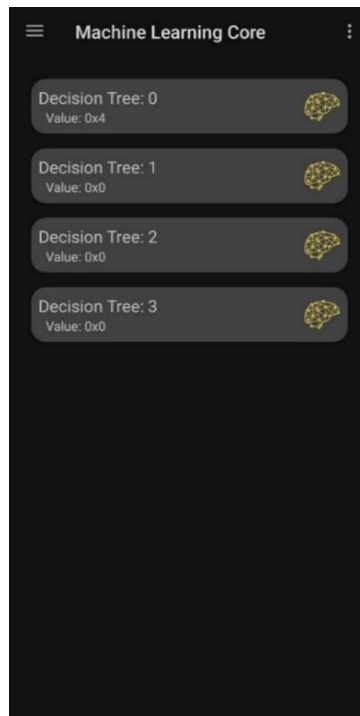 Machine Learning Core
Decision Tree: 0
Value: 0x4
Decision Tree: 1
Value: 0x0
Decision Tree: 2
Value: 0x0
Decision Tree: 3
Value: 0x0